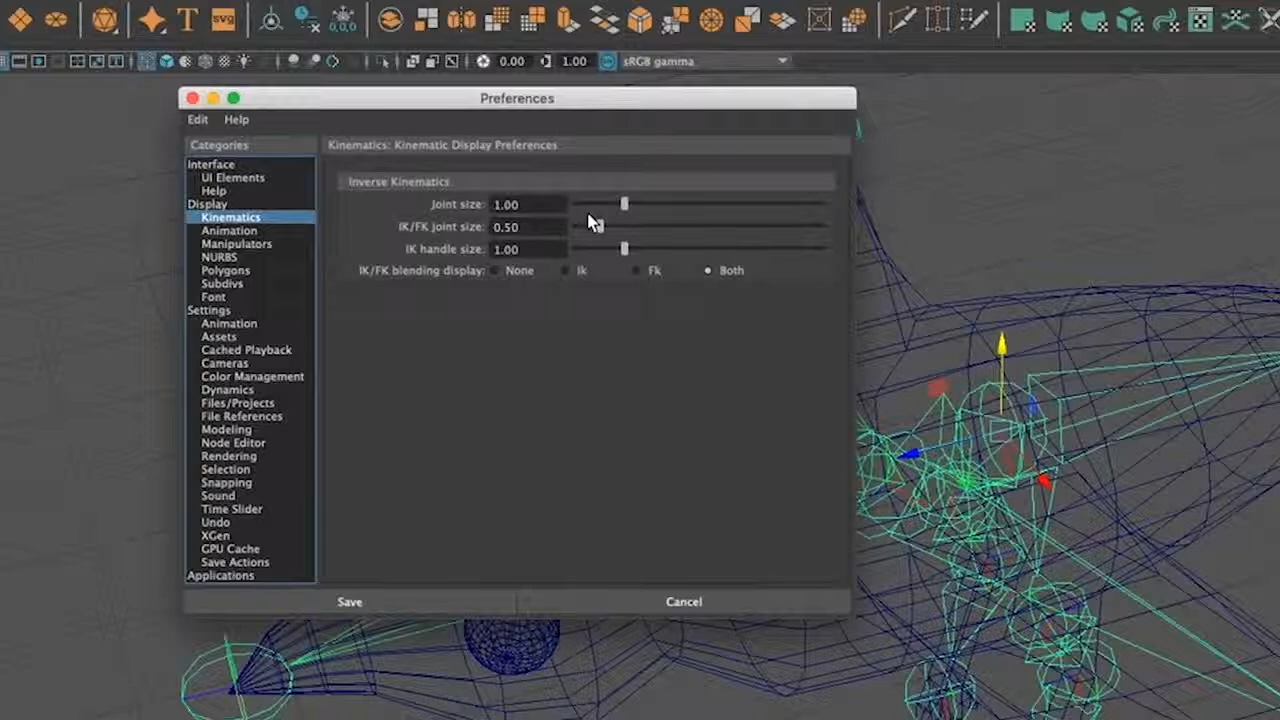 T
SVG
0,0,0
0.00
1.00
sRGB gamma
Preferences
Edit
Help
Categories
Kinematics: Kinematic Display Preferences
Interface
UI Elements
Help
Display
Kinematics
Animation
Manipulators
NURBS
Polygons
Subdivs
Font
Settings
Animation
Assets
Cached Playback
Cameras
Color Management
Dynamics
Files/Projects
File References
Modeling
Node Editor
Rendering
Selection
Snapping
Sound
Time Slider
Undo
XGen
GPU Cache
Save Actions
Applications
Inverse Kinematics
Joint size: 1.00
IK/FK joint size: 0.50
IK handle size: 1.00
IK/FK blending display: None Ik Fk Both
Save
Cancel